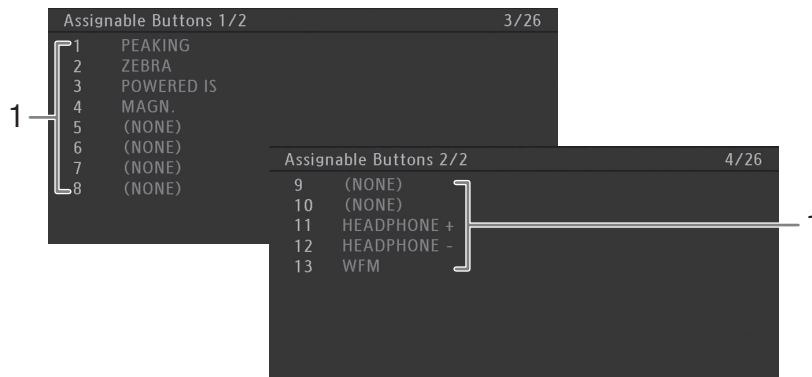 Assignable Buttons 1/2 3/26
1 PEAKING
2 ZEBRA
3 POWERED IS
4 MAGN.
5 (NONE)
6 (NONE)
7 (NONE)
8 (NONE)
1
Assignable Buttons 2/2 4/26
9 (NONE)
10 (NONE)
11 HEADPHONE +
12 HEADPHONE -
13 WFM